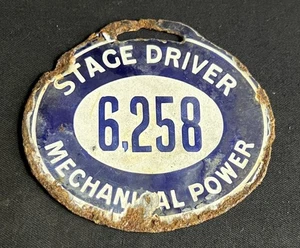 STAGE DRIVER
6,258
MECHANICAL POWER